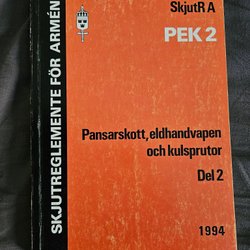 SKJUTREGLEMENTE FÖR ARMÉN
SkjutR A
PEK 2
Pansarskott, eldhandvapen
och kulsprutor
Del 2
1994